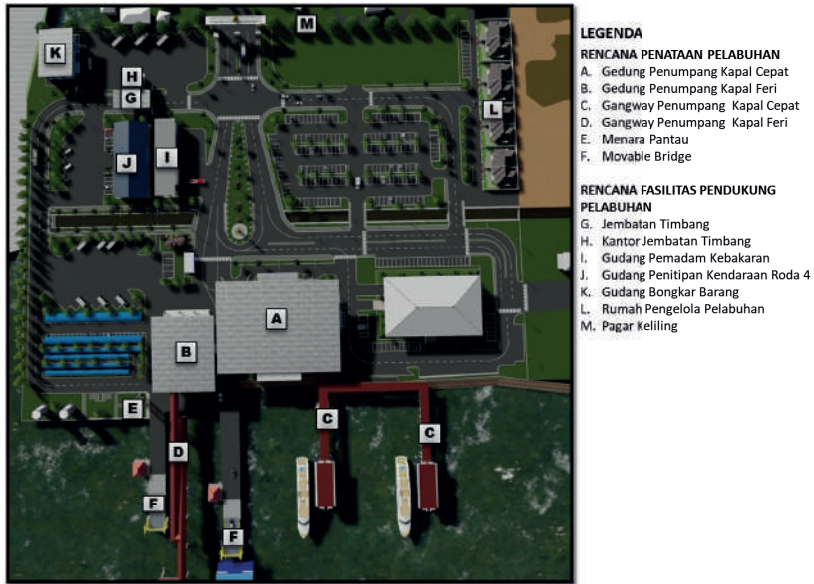 K
M
H
G
L
J
I
A
B
E
C
C
D
F
F
LEGENDA
RENCANA PENATAAN PELABUHAN
A. Gedung Penumpang Kapal Cepat
B. Gedung Penumpang Kapal Feri
C. Gangway Penumpang Kapal Cepat
D. Gangway Penumpang Kapal Feri
E. Menara Pantau
F. Movable Bridge
RENCANA FASILITAS PENDUKUNG
PELABUHAN
G. Jembatan Timbang
H. Kantor Jembatan Timbang
I. Gudang Pemadam Kebakaran
J. Gudang Penitipan Kendaraan Roda 4
K. Gudang Bongkar Barang
L. Rumah Pengelola Pelabuhan
M. Pagar Keliling